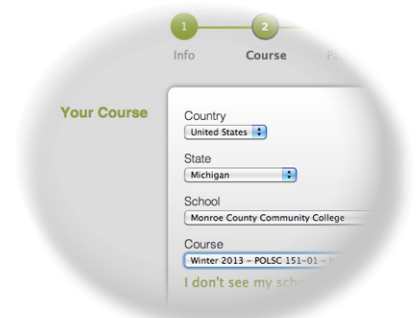 1 2
Info Course
Your Course
Country
United States
State
Michigan
School
Monroe County Community College
Course
Winter 2013 - POLSC 151-01 -
I don't see my